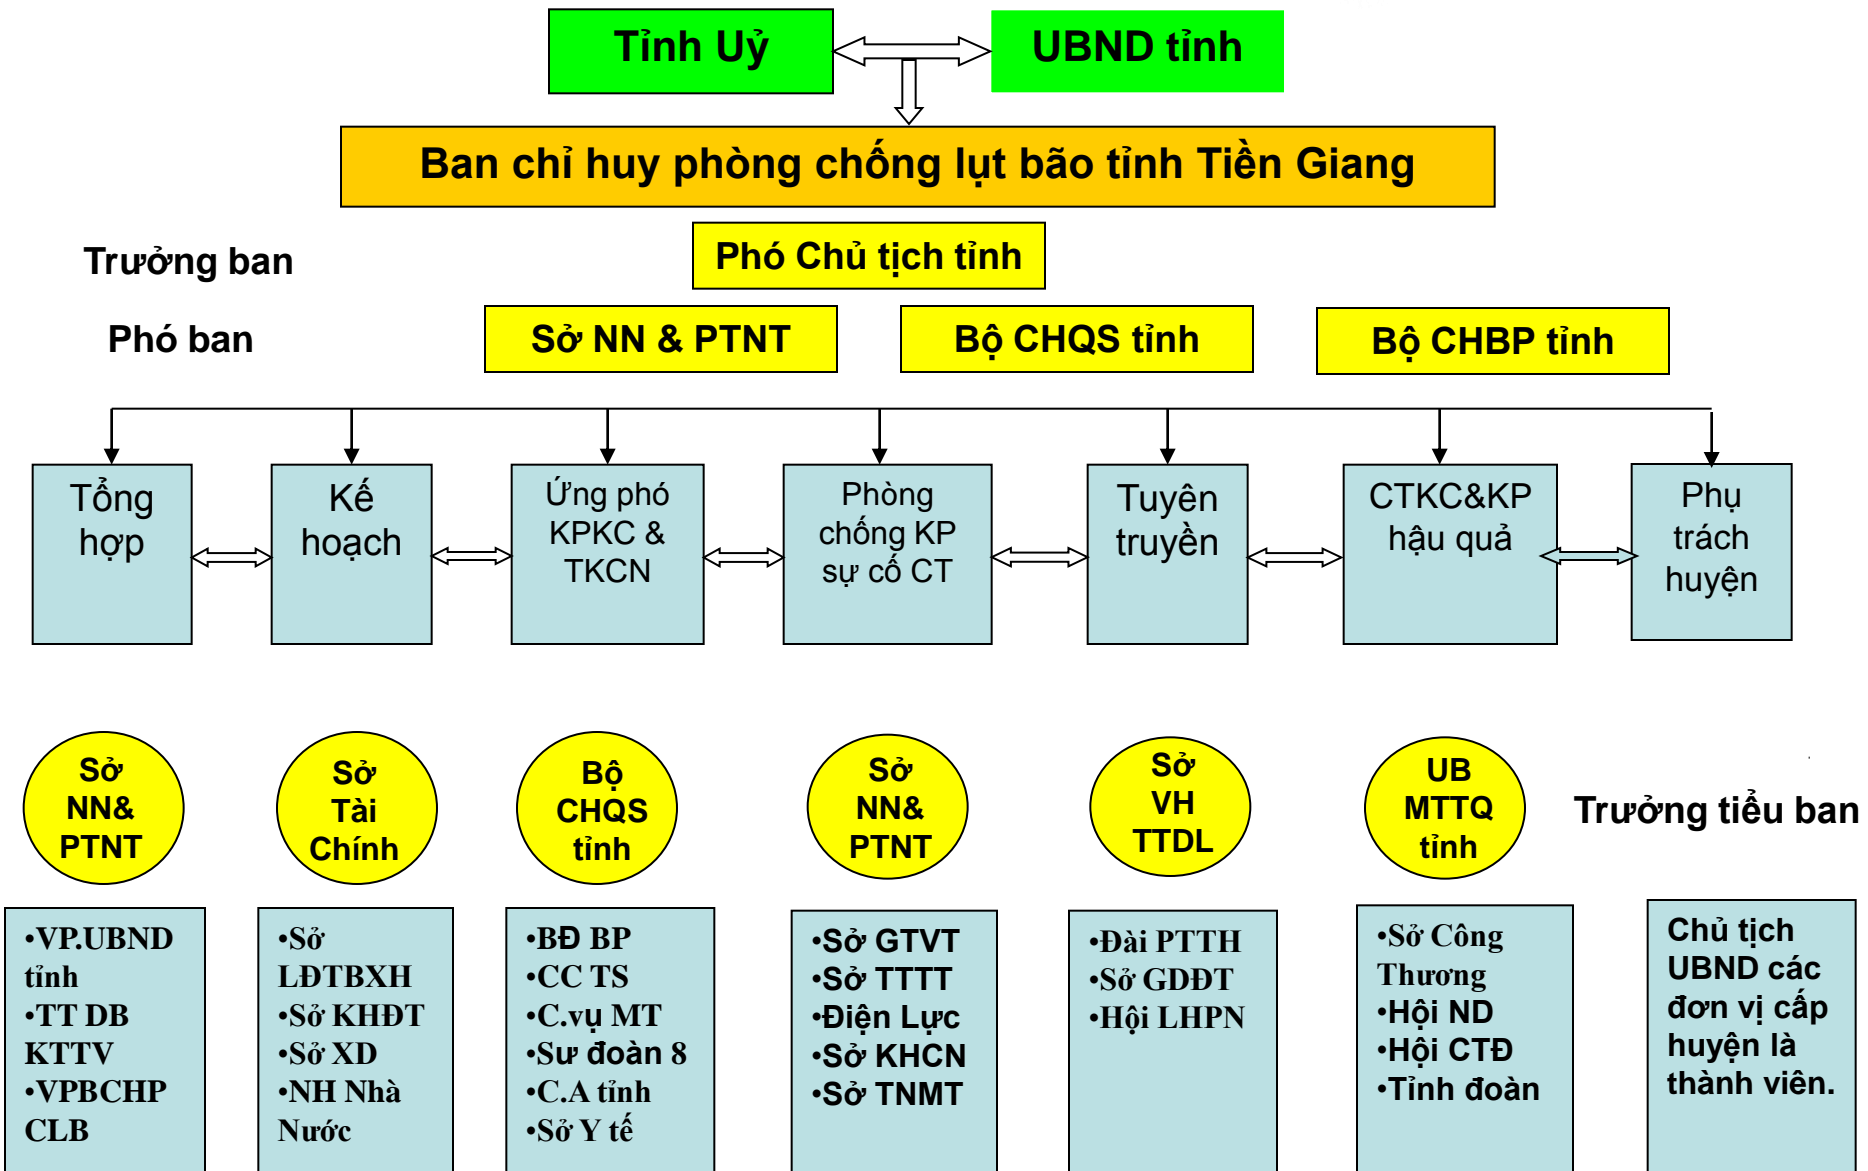 Tỉnh Uỷ
UBND tỉnh
Ban chỉ huy phòng chống lụt bão tỉnh Tiền Giang
Trưởng ban
Phó Chủ tịch tỉnh
Phó ban
Sở NN & PTNT
Bộ CHQS tỉnh
Bộ CHBP tỉnh
Tổng
hợp
Kế
hoạch
Ứng phó
KPKC &
TKCN
Phòng
chống KP
sự cố CT
Tuyên
truyền
CTKC&KP
hậu quả
Phụ
trách
huyện
Sở
NN&
PTNT
Sở
Tài
Chính
Bộ
CHQS
tỉnh
Sở
NN&
PTNT
Sở
VH
TTDL
UB
MTTQ
tỉnh
Trưởng tiểu ban
•VP.UBND
tỉnh
•TT DB
KTTV
•VPBCHP
CLB
•Sở
LĐTBXH
•Sở KHĐT
•Sở XD
•NH Nhà
Nước
•BĐ BP
•CC TS
•C.vụ MT
•Sư đoàn 8
•C.A tỉnh
•Sở Y tế
•Sở GTVT
•Sở TTTT
•Điện Lực
•Sở KHCN
•Sở TNMT
•Đài PTTH
•Sở GDĐT
•Hội LHPN
•Sở Công
Thương
•Hội ND
•Hội CTĐ
•Tỉnh đoàn
Chủ tịch
UBND các
đơn vị cấp
huyện là
thành viên.